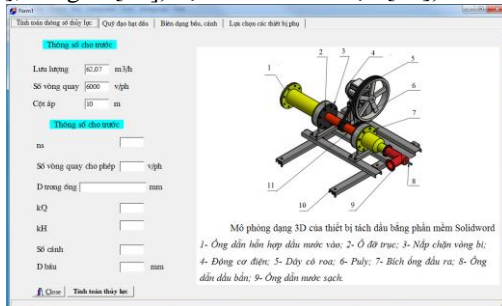 Form1
Tính toán thông số thủy lực
Quỹ đạo hạt dầu
Biên dạng bầu, cánh
Lựa chọn các thiết bị phụ
Thông số cho trước
Lưu lượng 62,07 m3/h
Số vòng quay 6000 v/ph
Cột áp 10 m
Thông số cho trước
ns
Số vòng quay cho phép v/ph
D trong ống mm
kQ
kH
Số cánh
D bầu mm
Close
Tính toán thủy lực
1
2
3
4
5
6
7
8
9
10
11
Mô phỏng dạng 3D của thiết bị tách dầu bằng phần mềm Solidword
1- Ống dẫn hỗn hợp dầu nước vào; 2- Ổ đỡ trục; 3- Nắp chặn vòng bi;
4- Động cơ điện; 5- Dây cô roa; 6- Puly; 7- Bích ống đầu ra; 8- Ống
dẫn dầu bẩn; 9- Ống dẫn nước sạch.